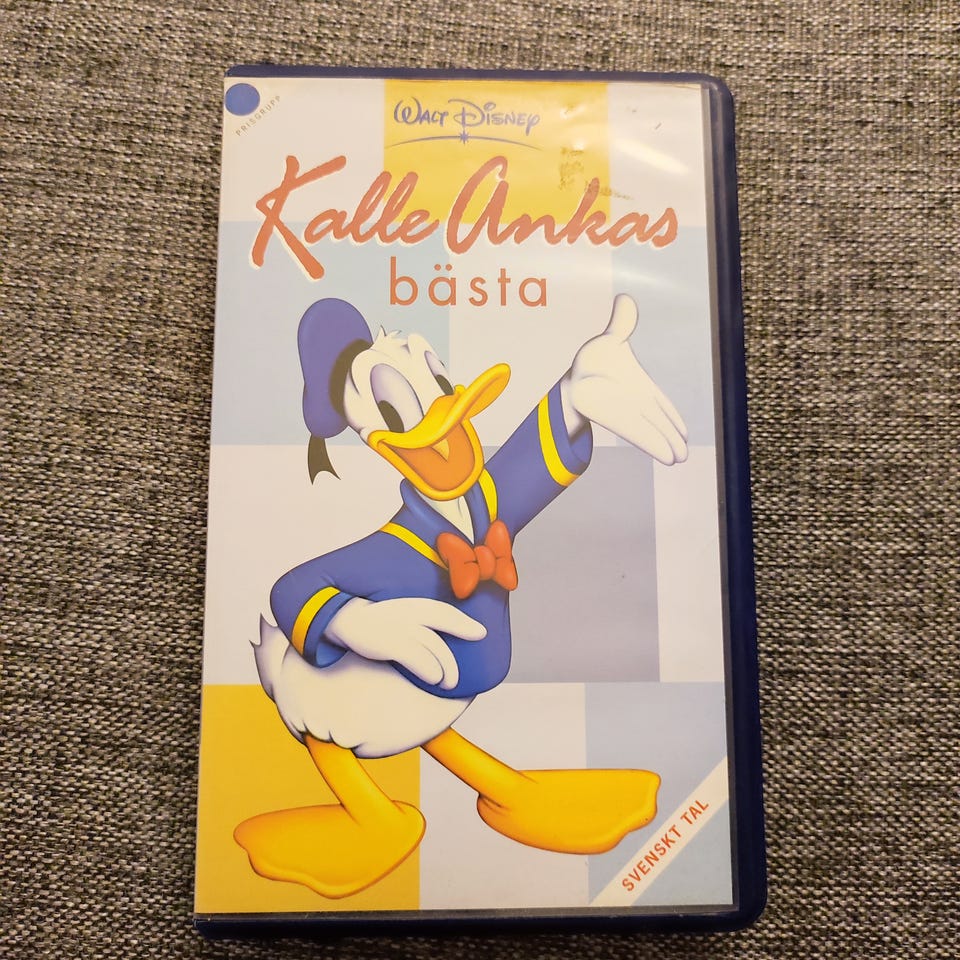 PRISGRUPP
Walt Disney
Kalle Ankas
bästa
SVENSKT TAL